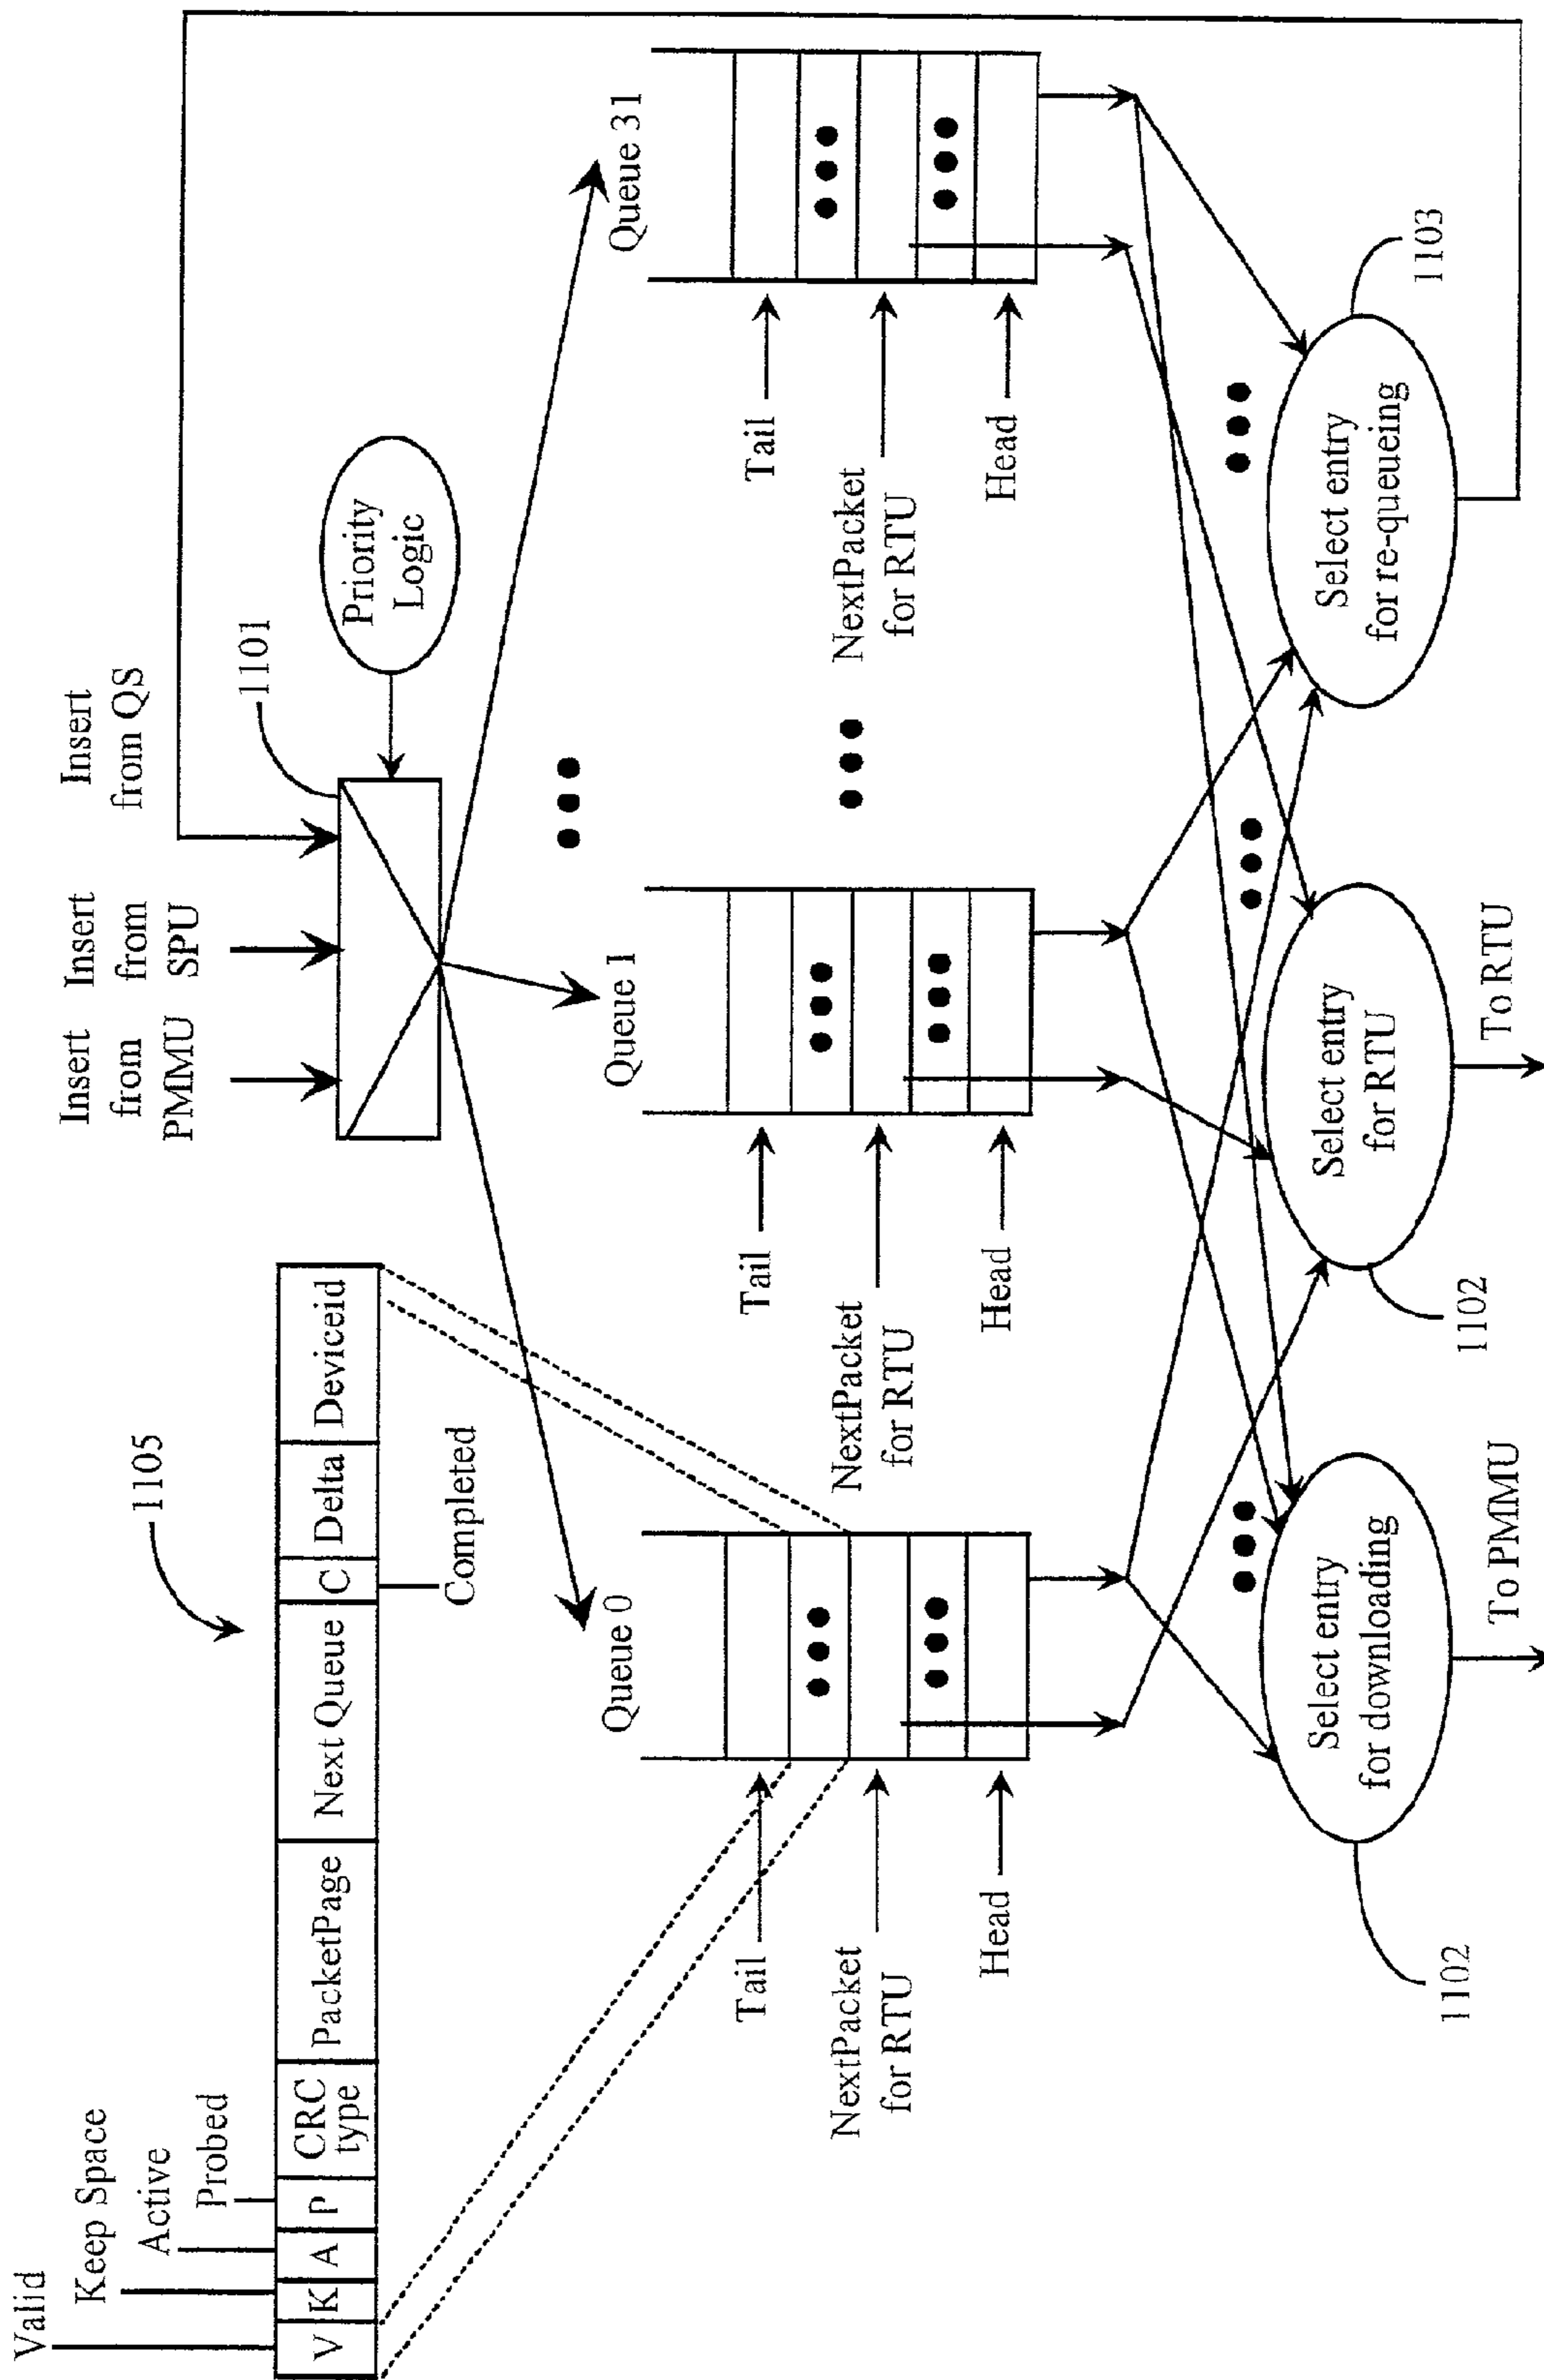 Valid
Keep Space
Active
Probed
V
K
A
P
CRC
type
PacketPage
Next Queue
C
Delta
Deviceid
Completed
1105
Insert
from
PMMU
Insert
from
SPU
Insert
from QS
1101
Priority
Logic
Queue 0
Queue 1
Queue 31
Tail
NextPacket
for RTU
Head
Tail
NextPacket
for RTU
Head
Tail
NextPacket
for RTU
Head
Select entry
for downloading
1102
To PMMU
Select entry
for RTU
1102
To RTU
Select entry
for re-queueing
1103